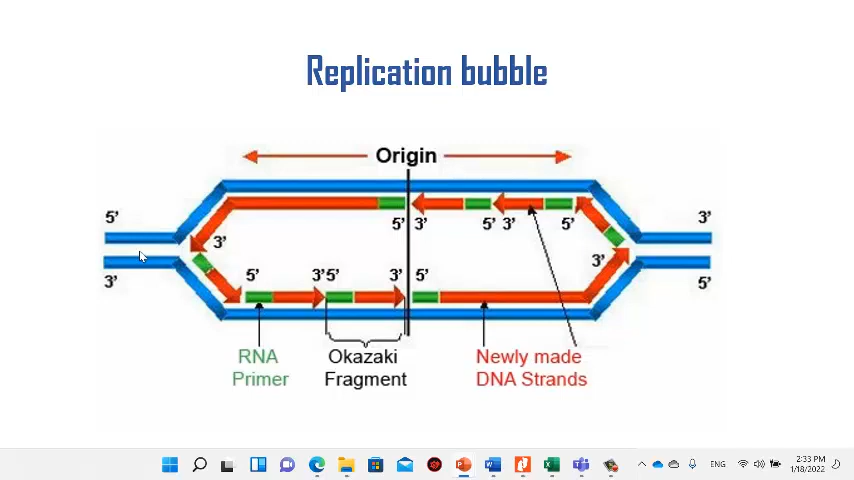 Replication bubble
Origin
5’ 3’
5’ 3’ 5’ 3’ 5’
3’ 3’
3’ 5’
5’ 3’ 5’ 3’ 5’
RNA Okazaki Newly made
Primer Fragment DNA Strands
ENG 2:33 PM
1/18/2022